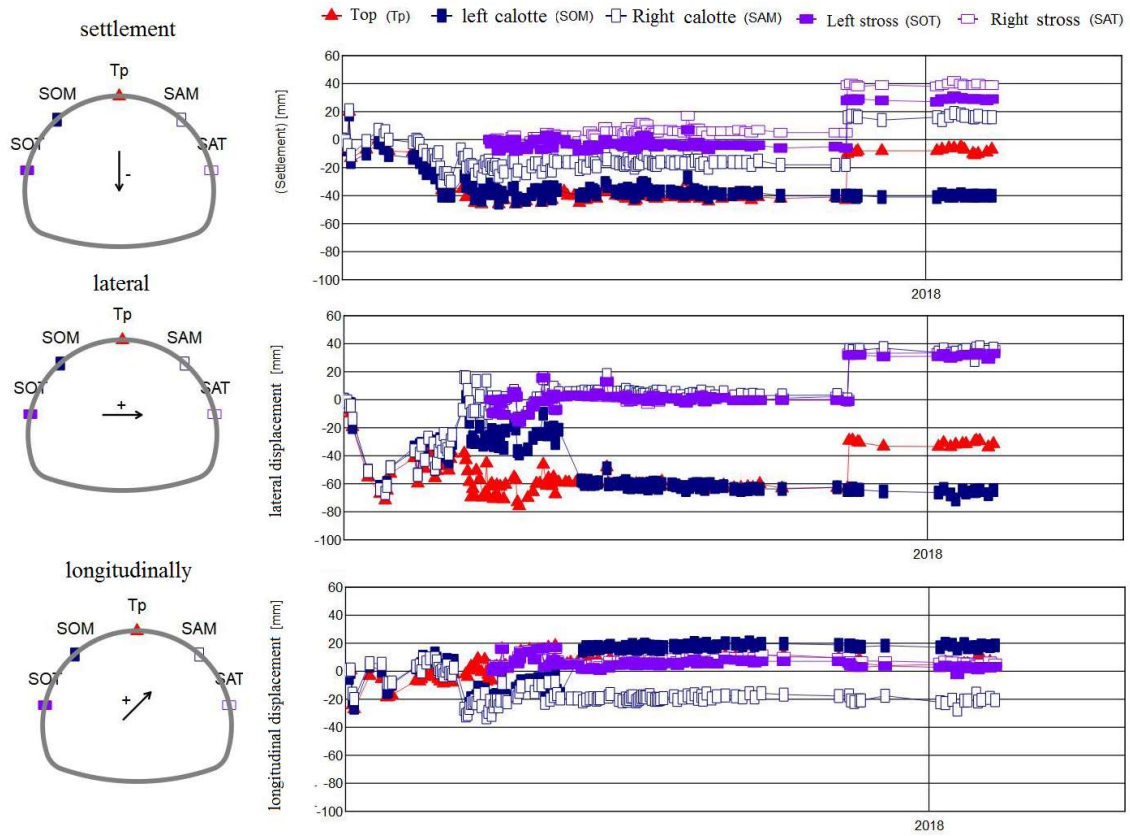 Top (Tp) left calotte (SOM) Right calotte (SAM) Left stross (SOT) Right stross (SAT)
settlement
Tp
SOM SAM
SOT SAT
-
(Settlement) [mm]
60
40
20
0
-20
-40
-60
-80
-100
2018
lateral
Tp
SOM SAM
SOT SAT
+
lateral displacement [mm]
60
40
20
0
-20
-40
-60
-80
-100
2018
longitudinally
Tp
SOM SAM
SOT SAT
+
longitudinal displacement [mm]
60
40
20
0
-20
-40
-60
-80
-100
2018